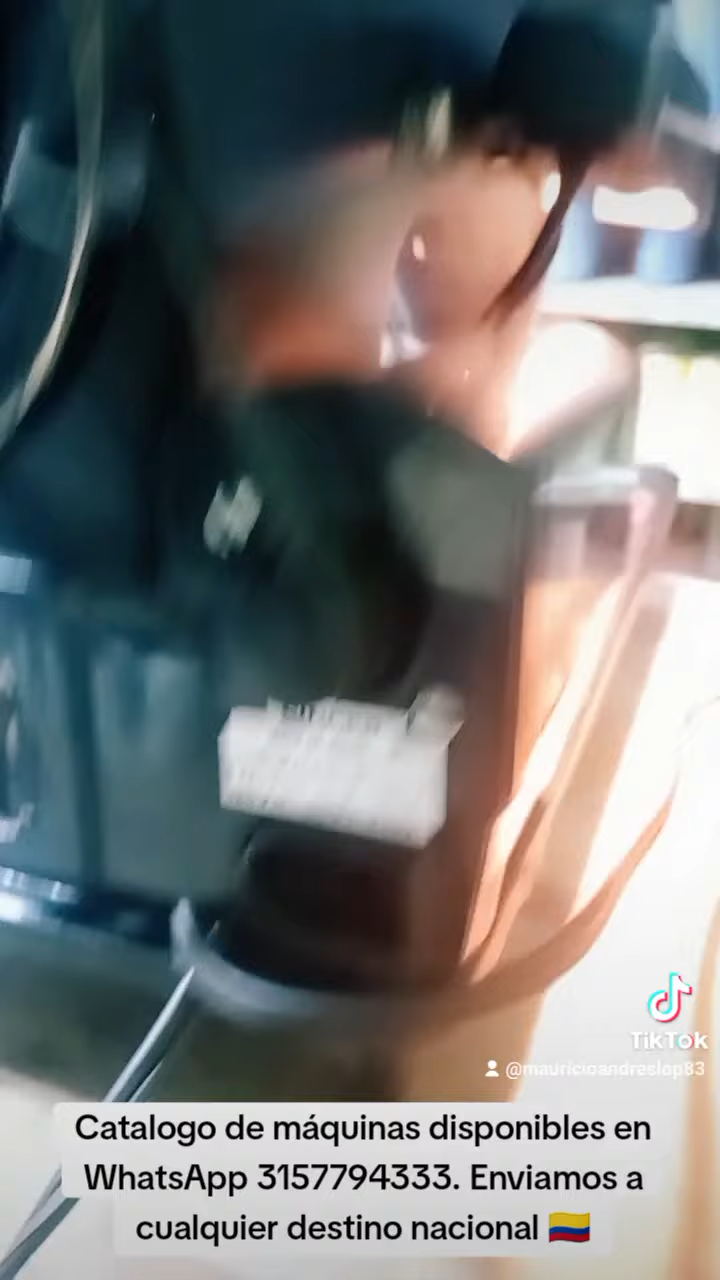 TikTok
@mauricioandreslop83
Catalogo de máquinas disponibles en
WhatsApp 3157794333. Enviamos a
cualquier destino nacional 🇨🇴